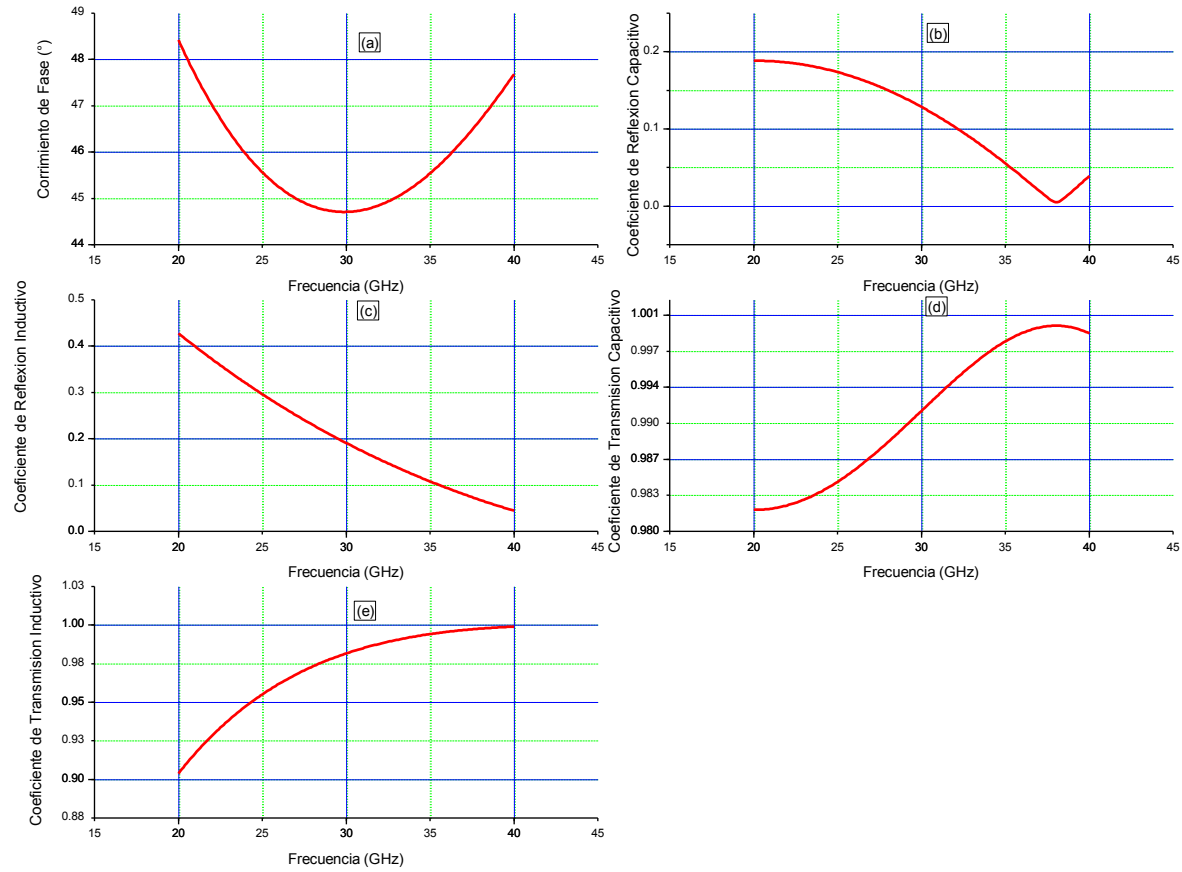 Corrimiento de Fase (°)
49
48
47
46
45
44
(a)
15 20 25 30 35 40 45
Frecuencia (GHz)
Coeficiente de Reflexion Capacitivo
0.2
0.1
0.0
(b)
15 20 25 30 35 40 45
Frecuencia (GHz)
Coeficiente de Reflexion Inductivo
0.5
0.4
0.3
0.2
0.1
0.0
(c)
15 20 25 30 35 40 45
Frecuencia (GHz)
Coeficiente de Transmision Capacitivo
1.001
0.997
0.994
0.990
0.987
0.983
0.980
(d)
15 20 25 30 35 40 45
Frecuencia (GHz)
Coeficiente de Transmision Inductivo
1.03
1.00
0.98
0.95
0.93
0.90
0.88
(e)
15 20 25 30 35 40 45
Frecuencia (GHz)